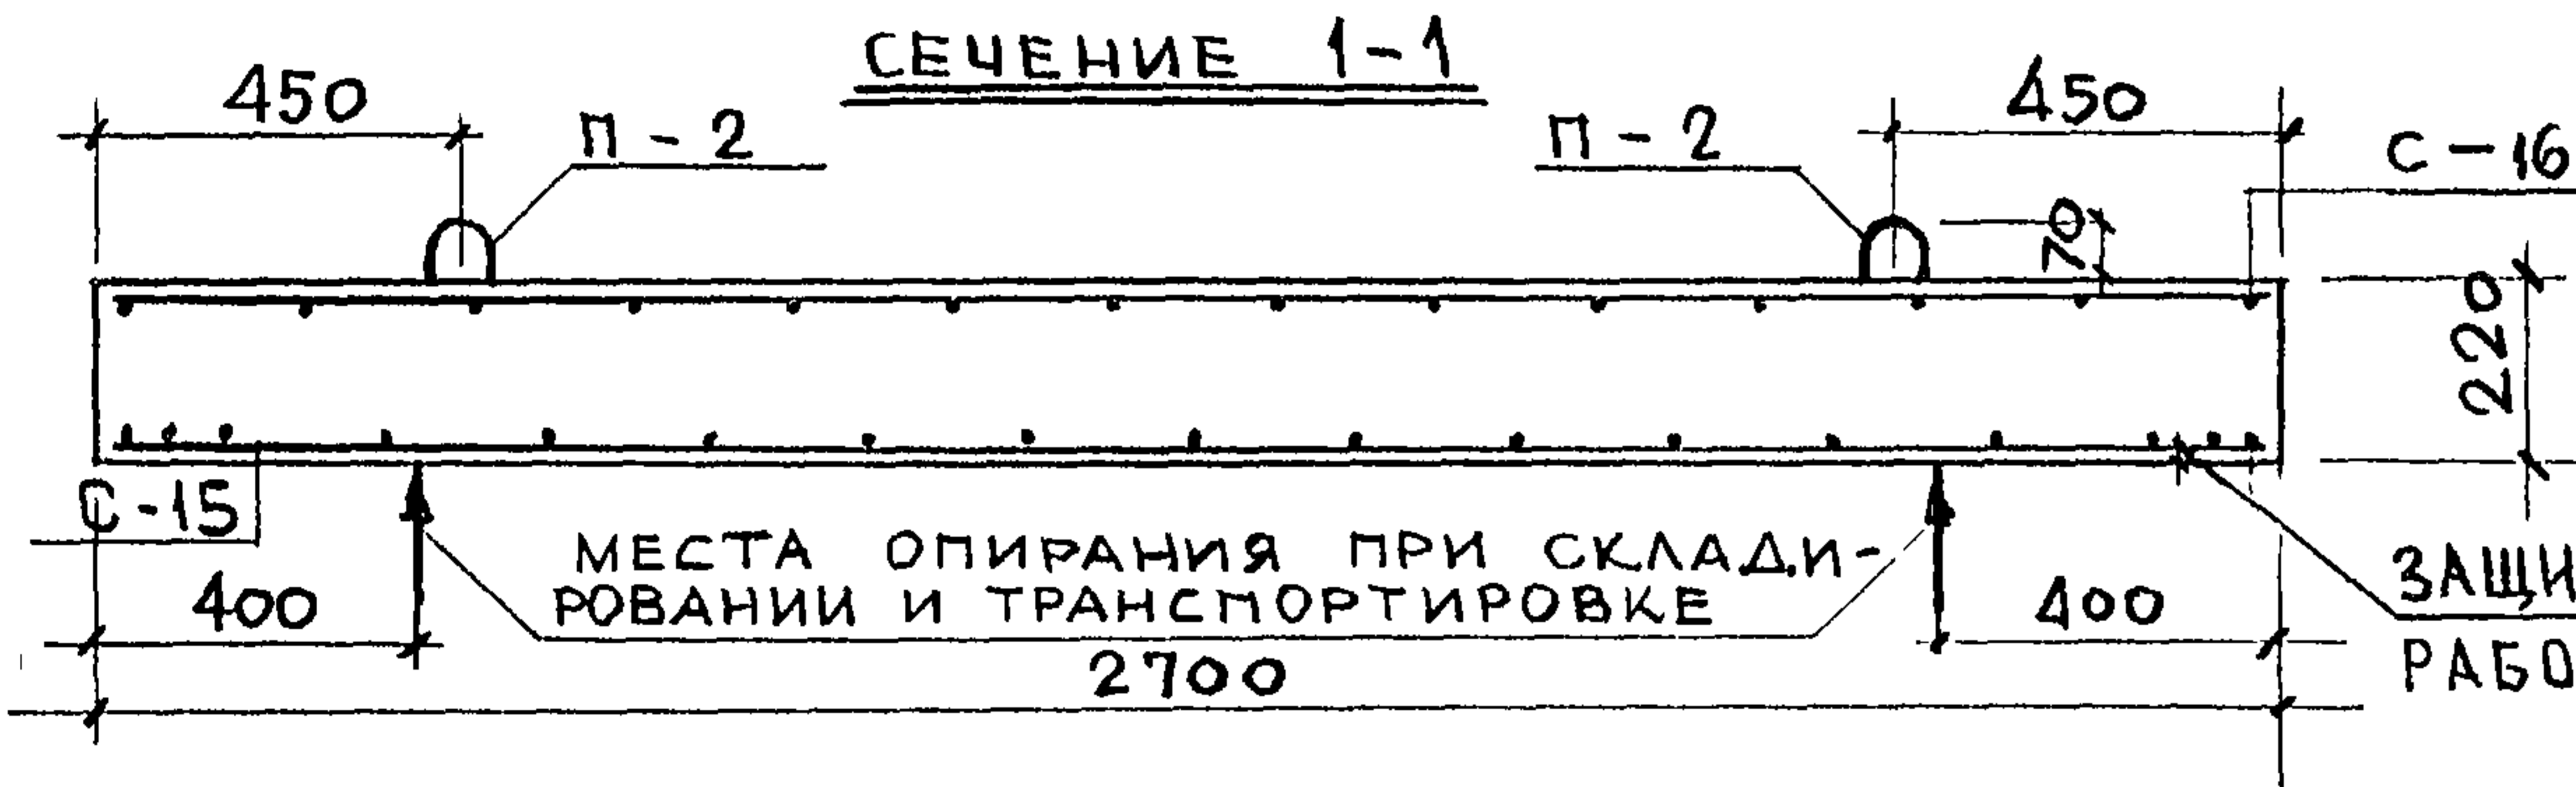 СЕЧЕНИЕ 1-1
450
П - 2
П - 2
450
С - 16
70
220
С - 15
МЕСТА ОПИРАНИЯ ПРИ СКЛАДИ-
РОВАНИИ И ТРАНСПОРТИРОВКЕ
400
400
ЗАЩИ
РАБО
2700